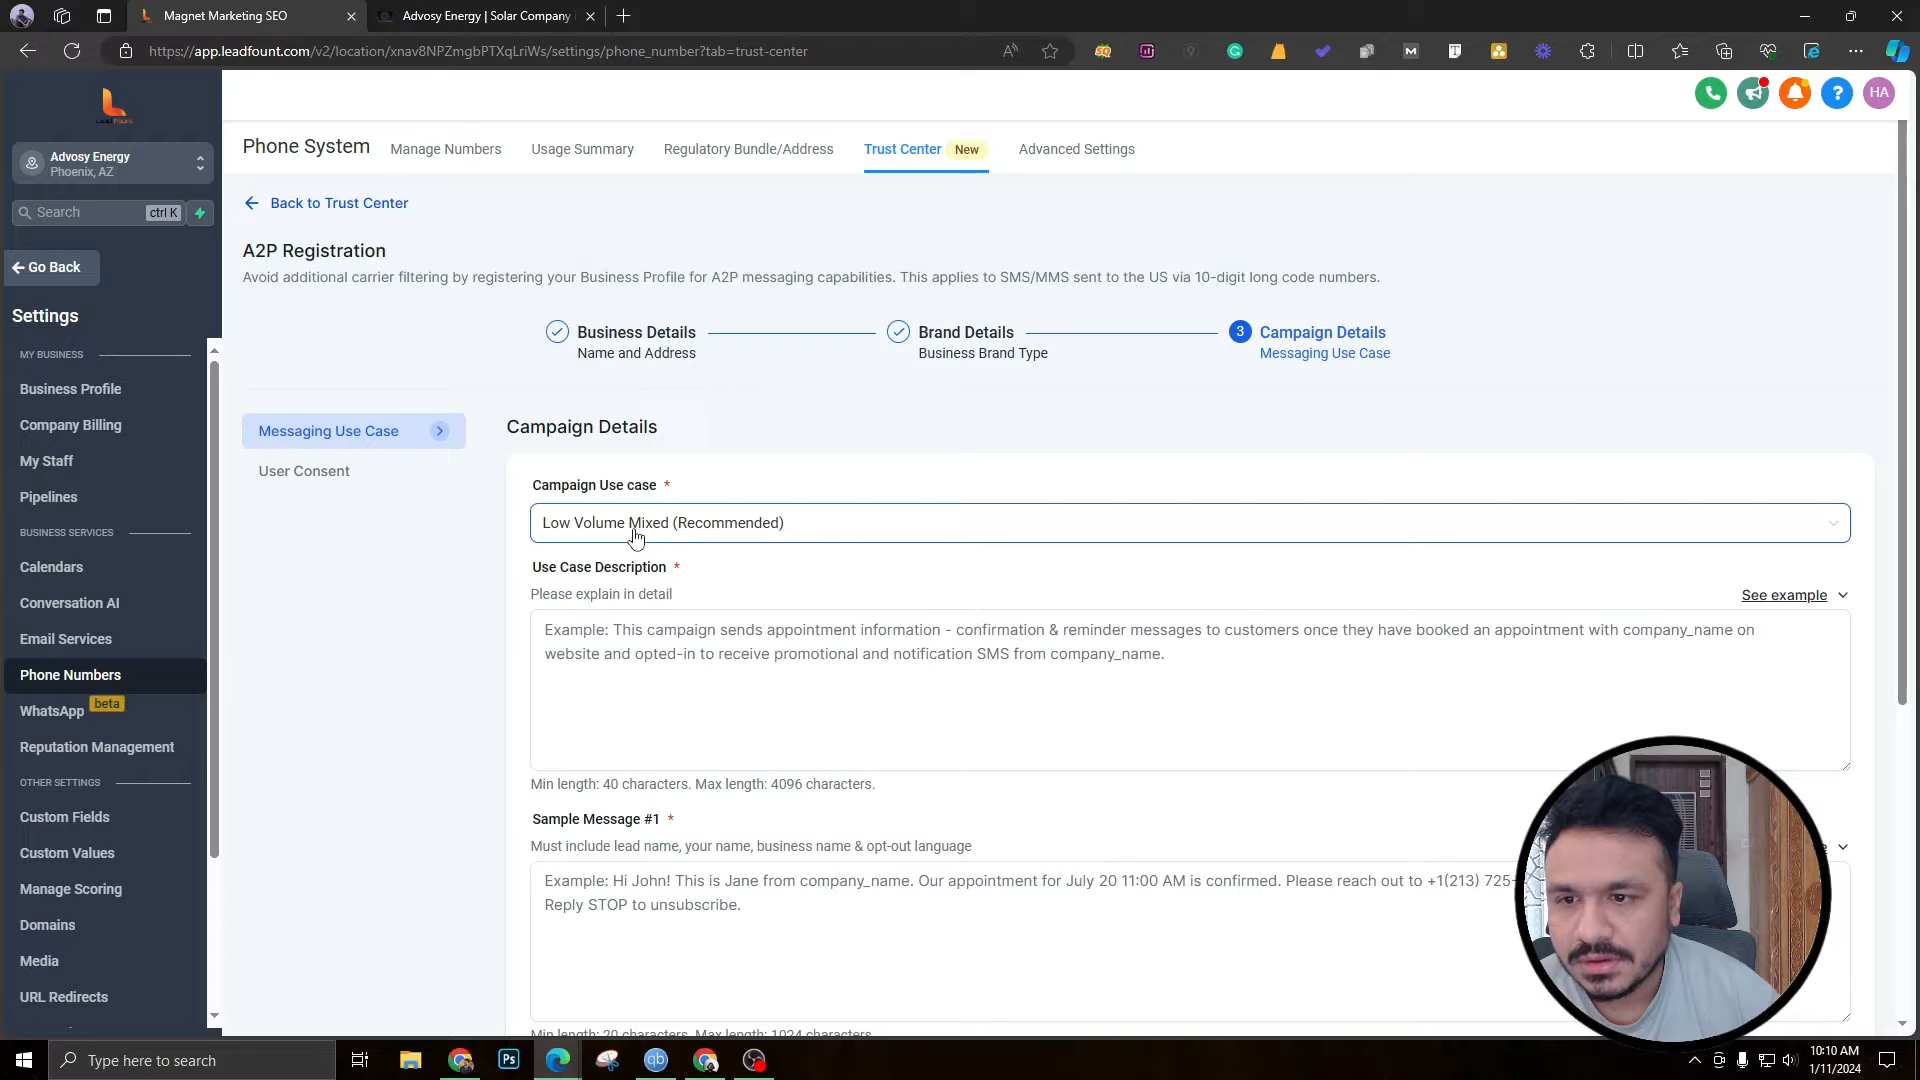 Magnet Marketing SEO
Advosy Energy | Solar Company
https://app.leadfount.com/v2/location/xnav8NPZmgbPTXqLriWs/settings/phone_number?tab=trust-center
HA
Advosy Energy
Phoenix, AZ
Search
ctrl K
Go Back
Settings
MY BUSINESS
Business Profile
Company Billing
My Staff
Pipelines
BUSINESS SERVICES
Calendars
Conversation AI
Email Services
Phone Numbers
WhatsApp beta
Reputation Management
OTHER SETTINGS
Custom Fields
Custom Values
Manage Scoring
Domains
Media
URL Redirects
Phone System
Manage Numbers
Usage Summary
Regulatory Bundle/Address
Trust Center New
Advanced Settings
Back to Trust Center
A2P Registration
Avoid additional carrier filtering by registering your Business Profile for A2P messaging capabilities. This applies to SMS/MMS sent to the US via 10-digit long code numbers.
Business Details
Name and Address
Brand Details
Business Brand Type
3 Campaign Details
Messaging Use Case
Messaging Use Case
User Consent
Campaign Details
Campaign Use case *
Low Volume Mixed (Recommended)
Use Case Description *
Please explain in detail
See example
Example: This campaign sends appointment information - confirmation & reminder messages to customers once they have booked an appointment with company_name on
website and opted-in to receive promotional and notification SMS from company_name.
Min length: 40 characters. Max length: 4096 characters.
Sample Message #1 *
Must include lead name, your name, business name & opt-out language
Example: Hi John! This is Jane from company_name. Our appointment for July 20 11:00 AM is confirmed. Please reach out to +1(213) 725-
Reply STOP to unsubscribe.
Min length: 20 characters. Max length: 1024 characters
Type here to search
10:10 AM
1/11/2024